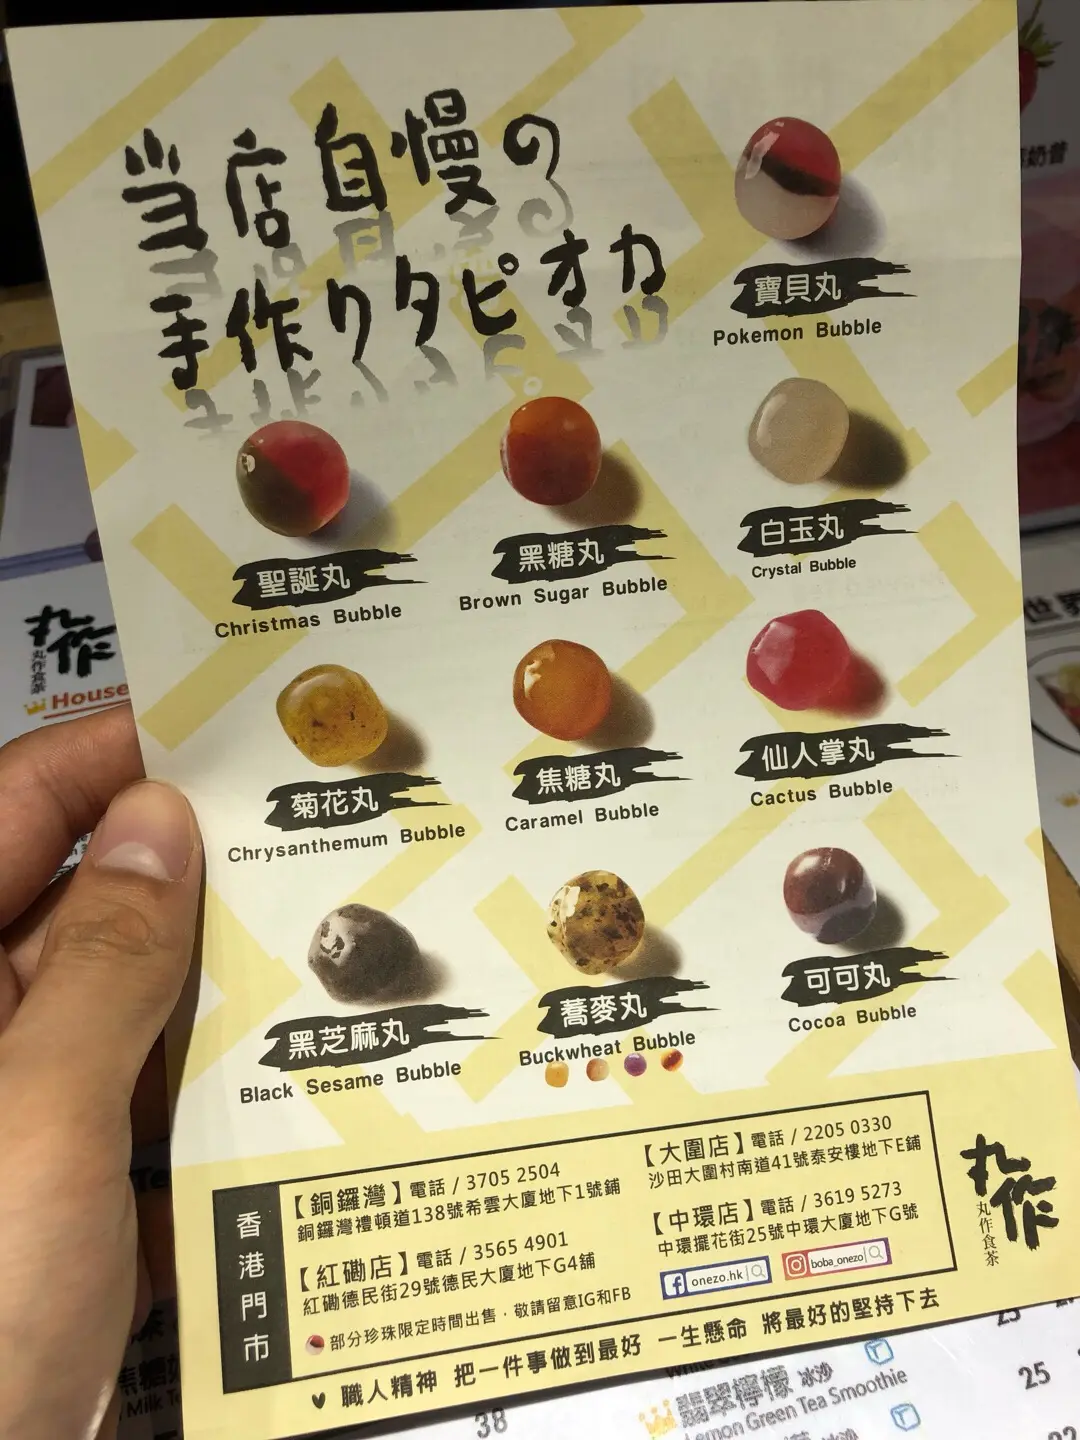 当店自慢の
手作りタピオカ
寶貝丸
Pokemon Bubble
聖誕丸
Christmas Bubble
黑糖丸
Brown Sugar Bubble
白玉丸
Crystal Bubble
菊花丸
Chrysanthemum Bubble
焦糖丸
Caramel Bubble
仙人掌丸
Cactus Bubble
黑芝麻丸
Black Sesame Bubble
蕎麥丸
Buckwheat Bubble
可可丸
Cocoa Bubble
香港門市
【銅鑼灣】電話 / 3705 2504
銅鑼灣禮頓道138號希雲大廈地下1號鋪
【紅磡店】電話 / 3565 4901
紅磡德民街29號德民大廈地下G4舖
【大圍店】電話 / 2205 0330
沙田大圍村南道41號泰安樓地下E鋪
【中環店】電話 / 3619 5273
中環擺花街25號中環大廈地下G號
onezo.hk
boba_onezo
部分珍珠限定時間出售﹒敬請留意IG和FB
職人精神 把一件事做到最好 一生懸命 將最好的堅持下去
丸作
丸作食茶
丸作
丸作食茶
House
奶昔
世
Milk
38
翡翠檸檬 冰沙
Lemon Green Tea Smoothie
25